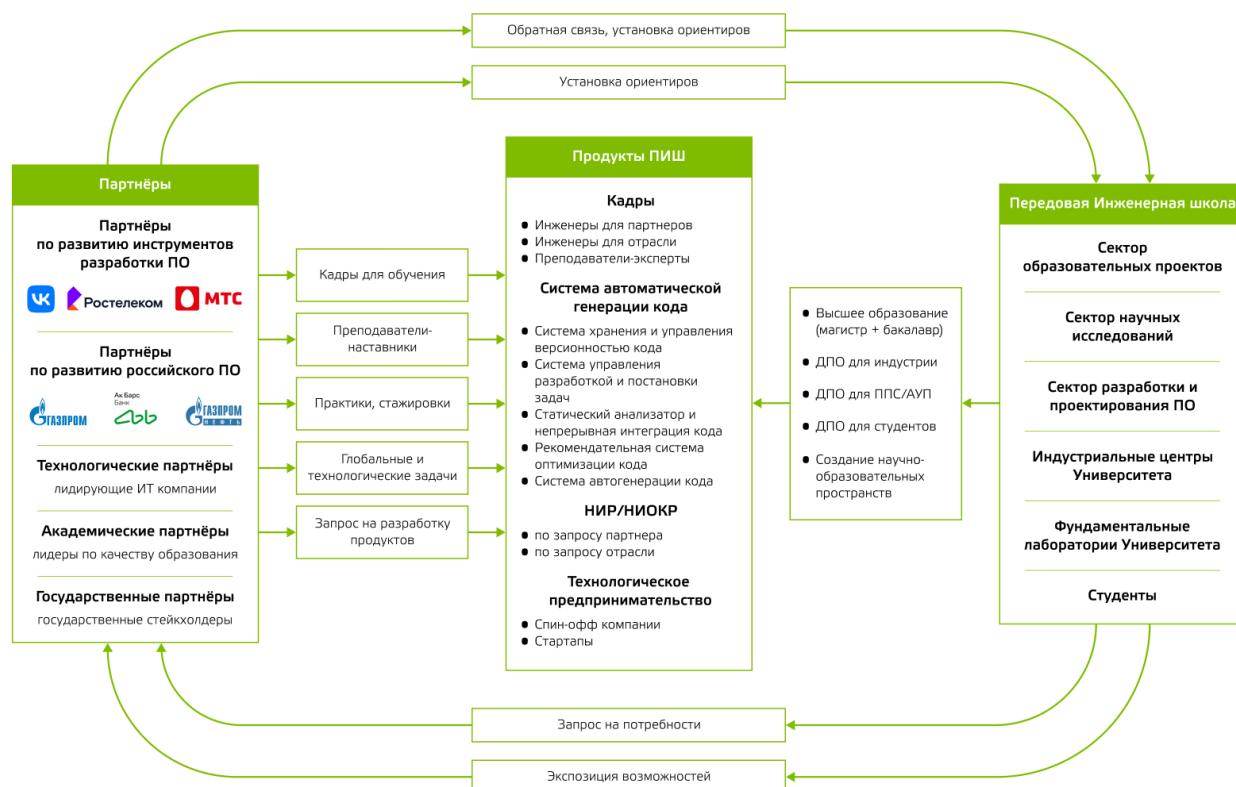 Обратная связь, установка ориентиров
Установка ориентиров
Партнёры
Партнёры
по развитию инструментов
разработки ПО
VK
Ростелеком
МТС
Партнёры
по развитию российского ПО
ГАЗПРОМ
Ак Барс
Банк
ГАЗПРОМ
НЕФТЬ
Технологические партнёры
лидирующие ИТ компании
Академические партнёры
лидеры по качеству образования
Государственные партнёры
государственные стейкхолдеры
Кадры для обучения
Преподаватели-
наставники
Практики, стажировки
Глобальные и
технологические задачи
Запрос на разработку
продуктов
Продукты ПИШ
Кадры
● Инженеры для партнеров
● Инженеры для отрасли
● Преподаватели-эксперты
Система автоматической
генерации кода
● Система хранения и управления
версионностью кода
● Система управления
разработкой и постановки
задач
● Статический анализатор и
непрерывная интеграция кода
● Рекомендательная система
оптимизации кода
● Система автогенерации кода
НИР/НИОКР
● по запросу партнера
● по запросу отрасли
Технологическое
предпринимательство
● Спин-офф компании
● Стартапы
● Высшее образование
(магистр + бакалавр)
● ДПО для индустрии
● ДПО для ППС/АУП
● ДПО для студентов
● Создание научно-
образовательных
пространств
Передовая Инженерная школа
Сектор
образовательных проектов
Сектор научных
исследований
Сектор разработки и
проектирования ПО
Индустриальные центры
Университета
Фундаментальные
лаборатории Университета
Студенты
Запрос на потребности
Экспозиция возможностей